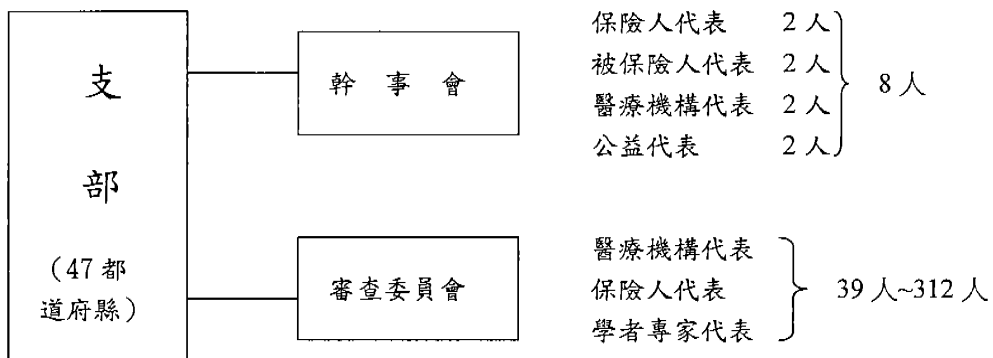 支
部
(47 都
道府縣)
幹 事 會
保險人代表 2 人
被保險人代表 2 人
醫療機構代表 2 人
公益代表 2 人
8 人
審查委員會
醫療機構代表
保險人代表
學者專家代表
39 人~312 人